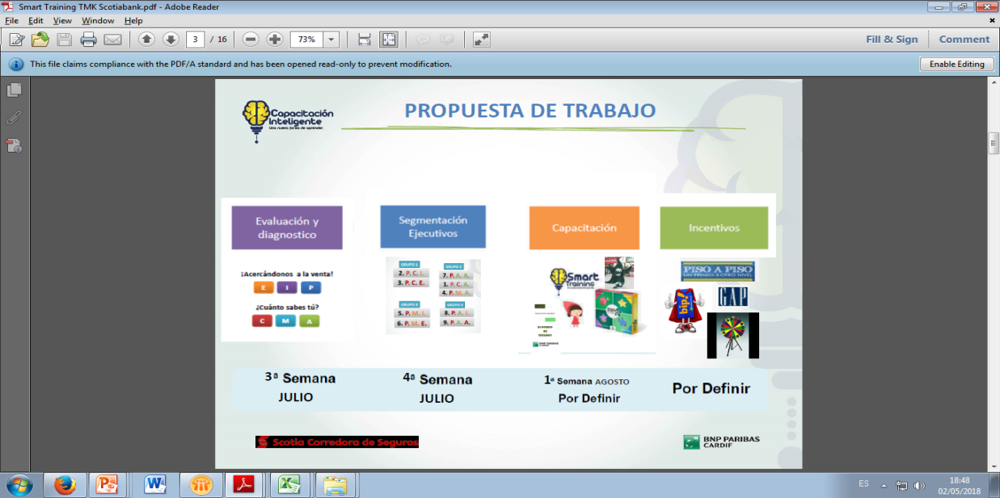 Smart Training TMK Scotiabank.pdf - Adobe Reader
File Edit View Window Help
3 / 16 73% Fill & Sign Comment
This file claims compliance with the PDF/A standard and has been opened read-only to prevent modification. Enable Editing
Capacitación
Inteligente
Una nueva forma de aprender.
PROPUESTA DE TRABAJO
Evaluación y
diagnostico
Segmentación
Ejecutivos
Capacitación
Incentivos
¡Acercándonos a la venta!
E I P
¿Cuánto sabes tú?
C M A
GRUPO 1
2. P. C. I.
3. P. C. E.
GRUPO 2
7. P. A. A.
1. P. C. A.
4. P. M. A.
GRUPO 3
5. P. M. I.
6. P. M. E.
GRUPO 4
8. P. A. I.
9. P. A. A.
Smart
Training
BNP PARIBAS
CARDIF
PISO A PISO
UN PREMIO A OTRO NIVEL
GAP
bip!
3ª Semana
JULIO
4ª Semana
JULIO
1ª Semana AGOSTO
Por Definir
Por Definir
Scotia Corredora de Seguros
BNP PARIBAS
CARDIF
ES 18:48
02/05/2018